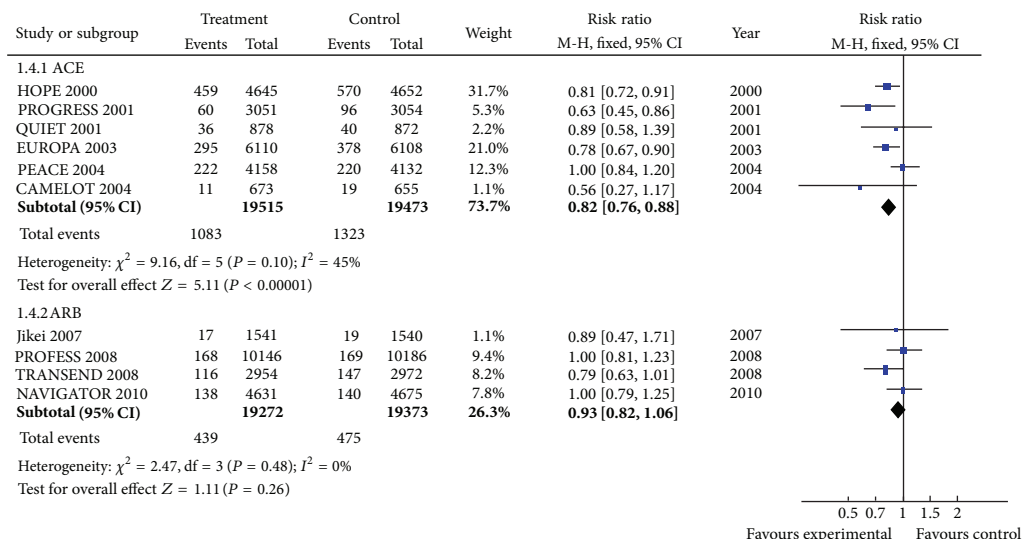 Study or subgroup Treatment Control Weight Risk ratio Year Risk ratio
Events Total Events Total M-H, fixed, 95% CI M-H, fixed, 95% CI
1.4.1 ACE
HOPE 2000 459 4645 570 4652 31.7% 0.81 [0.72, 0.91] 2000
PROGRESS 2001 60 3051 96 3054 5.3% 0.63 [0.45, 0.86] 2001
QUIET 2001 36 878 40 872 2.2% 0.89 [0.58, 1.39] 2001
EUROPA 2003 295 6110 378 6108 21.0% 0.78 [0.67, 0.90] 2003
PEACE 2004 222 4158 220 4132 12.3% 1.00 [0.84, 1.20] 2004
CAMELOT 2004 11 673 19 655 1.1% 0.56 [0.27, 1.17] 2004
Subtotal (95% CI) 19515 19473 73.7% 0.82 [0.76, 0.88]
Total events 1083 1323
Heterogeneity: χ² = 9.16, df = 5 (P = 0.10); I² = 45%
Test for overall effect Z = 5.11 (P < 0.00001)
1.4.2 ARB
Jikei 2007 17 1541 19 1540 1.1% 0.89 [0.47, 1.71] 2007
PROFESS 2008 168 10146 169 10186 9.4% 1.00 [0.81, 1.23] 2008
TRANSEND 2008 116 2954 147 2972 8.2% 0.79 [0.63, 1.01] 2008
NAVIGATOR 2010 138 4631 140 4675 7.8% 1.00 [0.79, 1.25] 2010
Subtotal (95% CI) 19272 19373 26.3% 0.93 [0.82, 1.06]
Total events 439 475
Heterogeneity: χ² = 2.47, df = 3 (P = 0.48); I² = 0%
Test for overall effect Z = 1.11 (P = 0.26)
0.5 0.7 1 1.5 2
Favours experimental Favours control